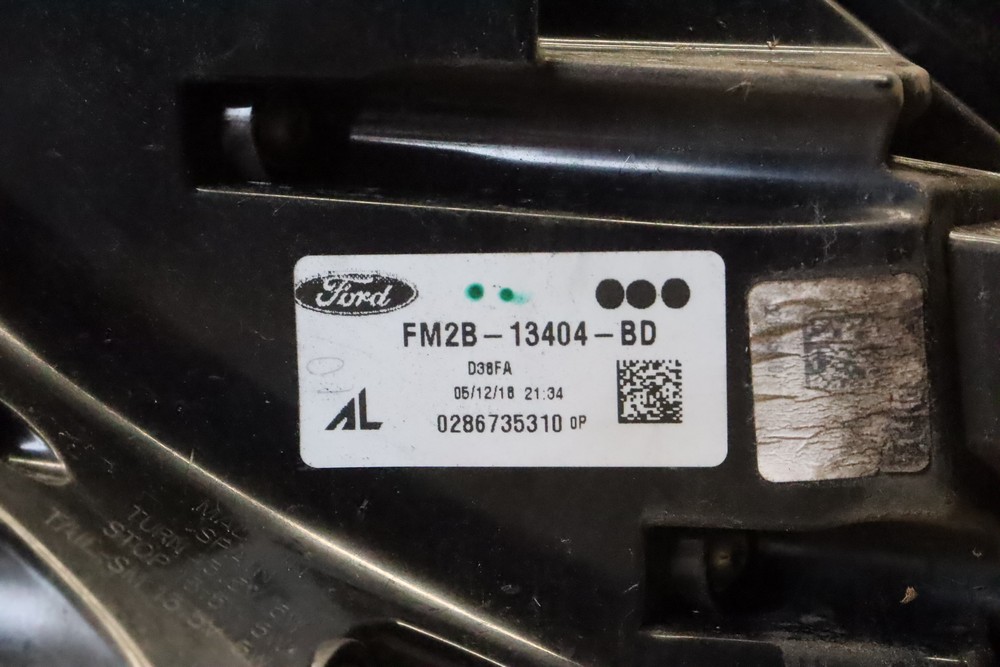 Ford
FM2B-13404-BD
D38FA
05/12/18 21:34
AL
0286735310 0P
TURN
STOP
TAIL